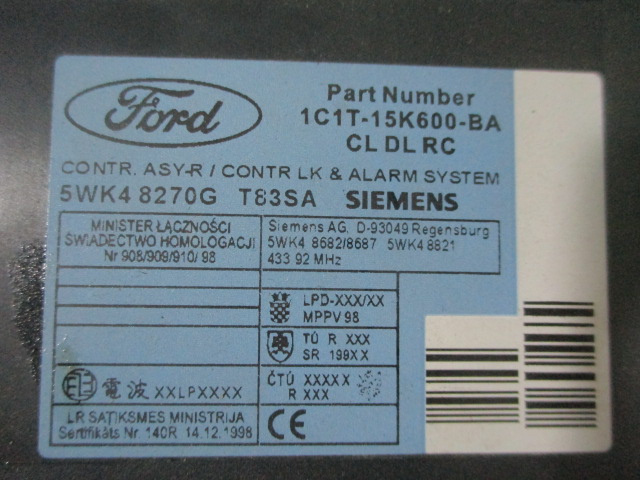 Ford
Part Number
1C1T-15K600-BA
CL DL RC
CONTR. ASY-R / CONTR LK & ALARM SYSTEM
5WK4 8270G T83SA SIEMENS
MINISTER ŁĄCZNOŚCI
ŚWIADECTWO HOMOLOGACJI
Nr 908/909/910/ 98
Siemens AG, D-93049 Regensburg
5WK4 8682/8687 5WK4 8821
433.92 MHz
LPD-XXX/XX
MPPV 98
TÚ R XXX
SR 199XX
電波 XXLPXXXX
ČTÚ XXXXX
R XXX
LR SATIKSMES MINISTRIJA
Sertifikāts Nr 140R 14.12.1998
CE